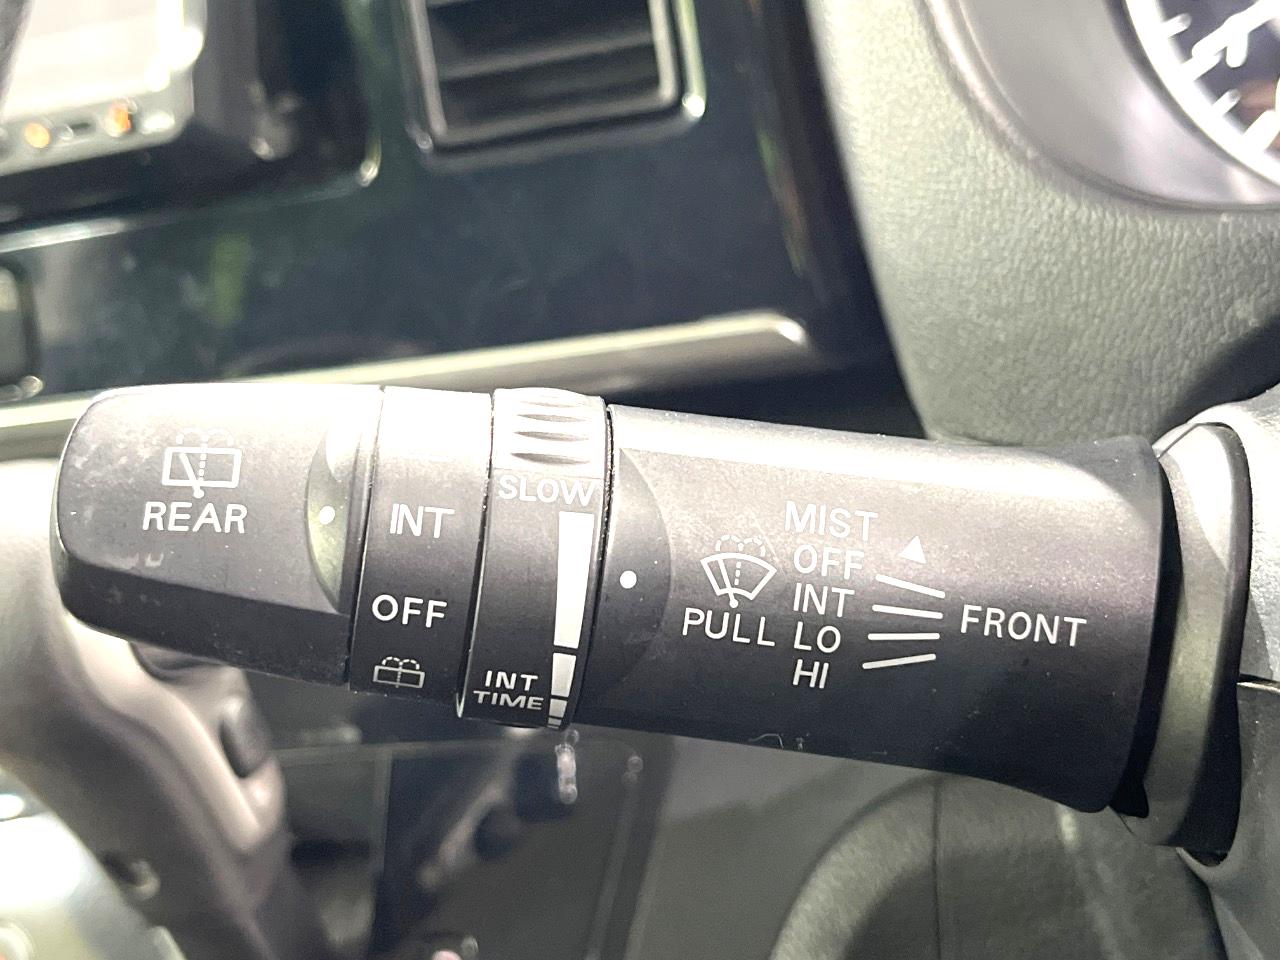 REAR
INT
OFF
SLOW
INT
TIME
PULL
MIST
OFF
INT
LO
HI
FRONT